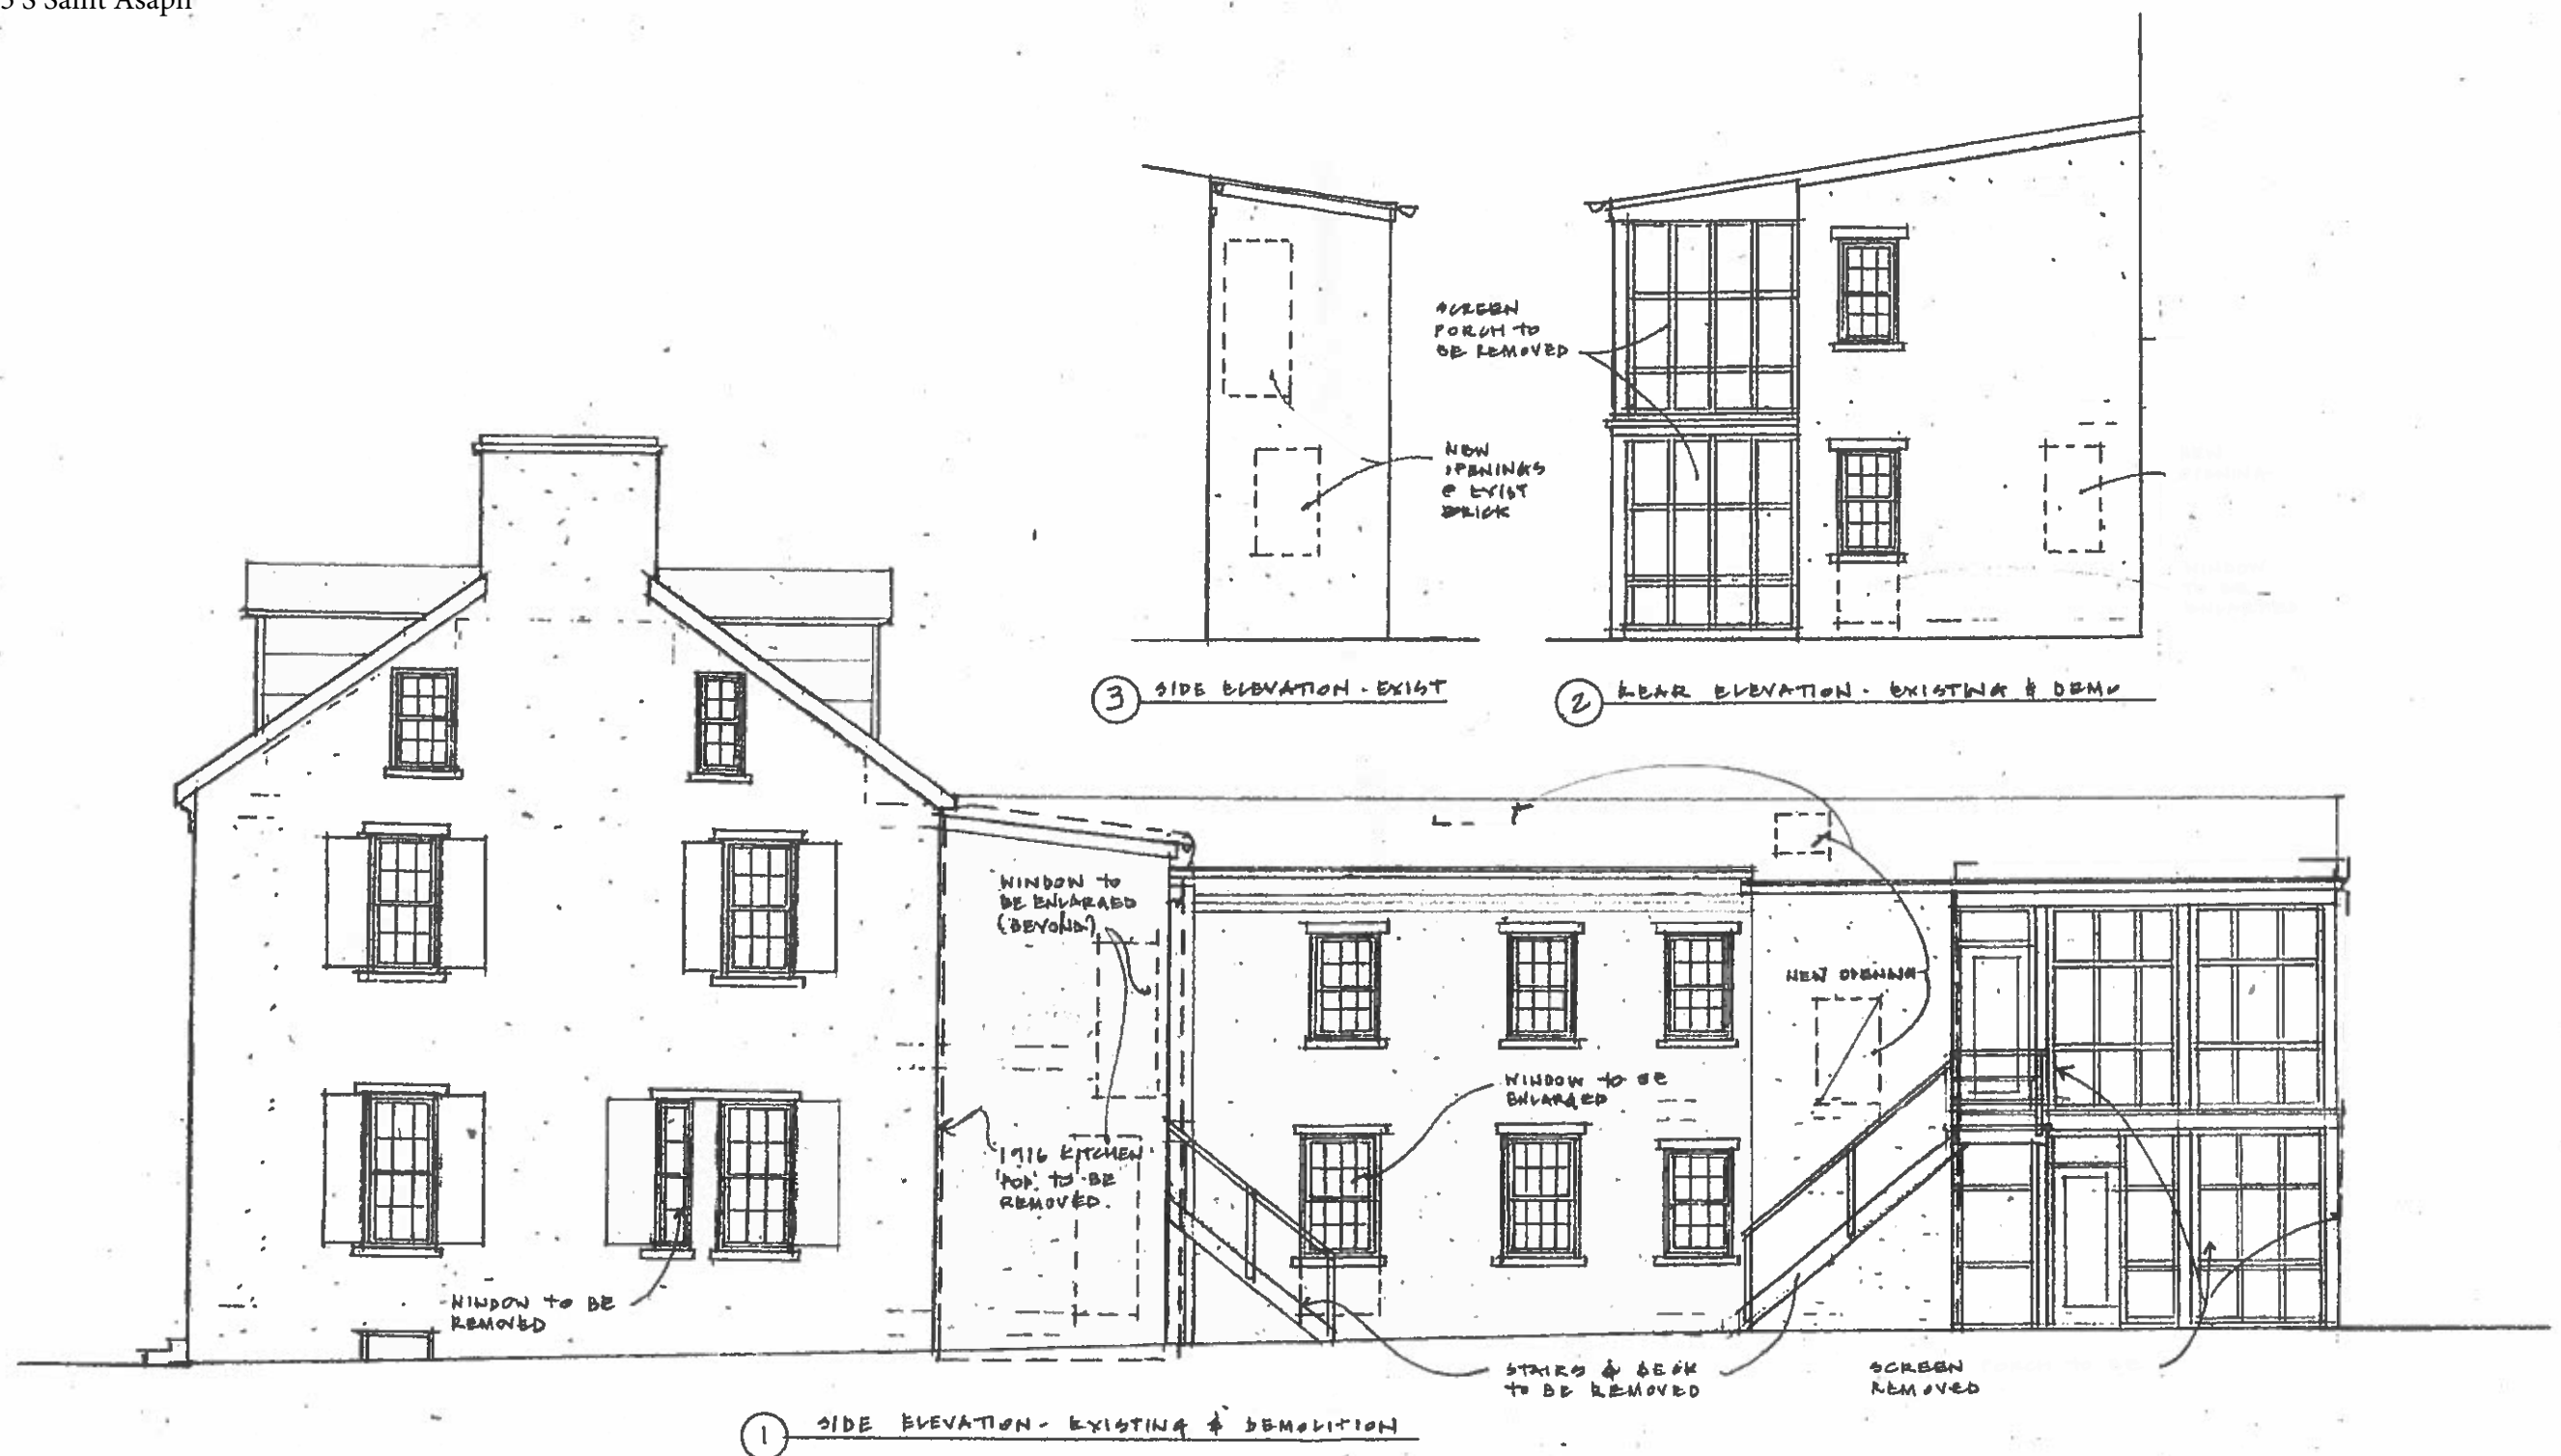 5 S Saint Asaph
SCREEN
PORCH TO
BE REMOVED
NEW
OPENINGS
@ EXIST
BRICK
3 SIDE ELEVATION - EXIST
2 REAR ELEVATION - EXISTING & DEMO
WINDOW TO
BE ENLARGED
(BEYOND)
NEW OPENING
WINDOW TO BE
ENLARGED
1916 KITCHEN
'POP' TO BE
REMOVED.
WINDOW TO BE
REMOVED
STAIRS & DECK
TO BE REMOVED
SCREEN
REMOVED
1 SIDE ELEVATION - EXISTING & DEMOLITION